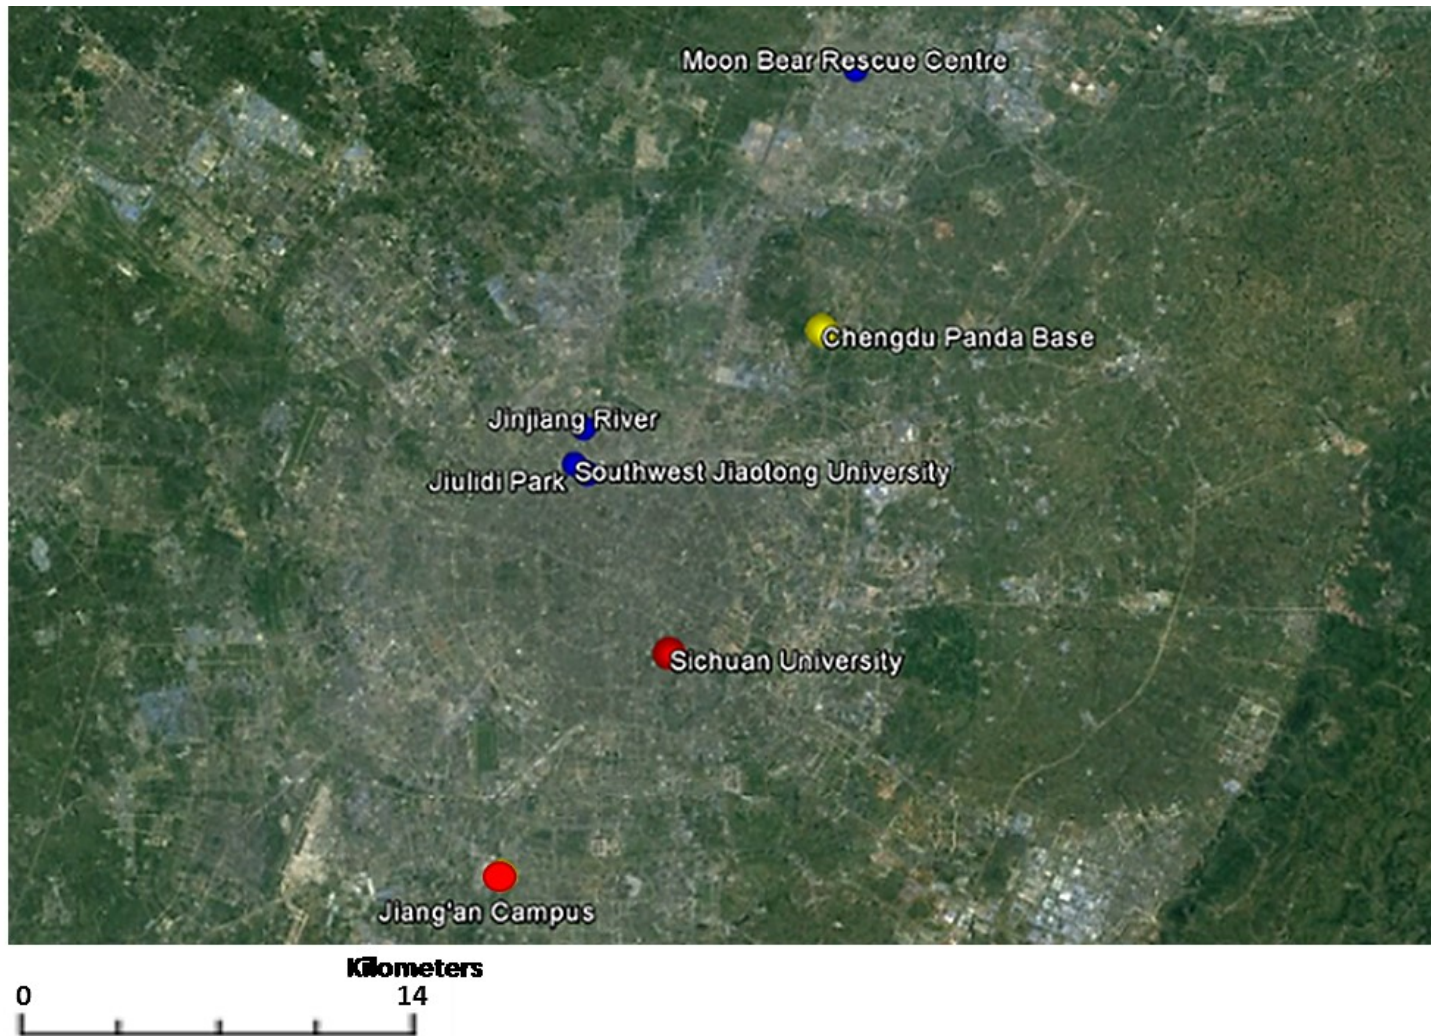 Moon Bear Rescue Centre
Chengdu Panda Base
Jinjiang River
Southwest Jiaotong University
Jiulidi Park
Sichuan University
Jiang'an Campus
Kilometers
0 14